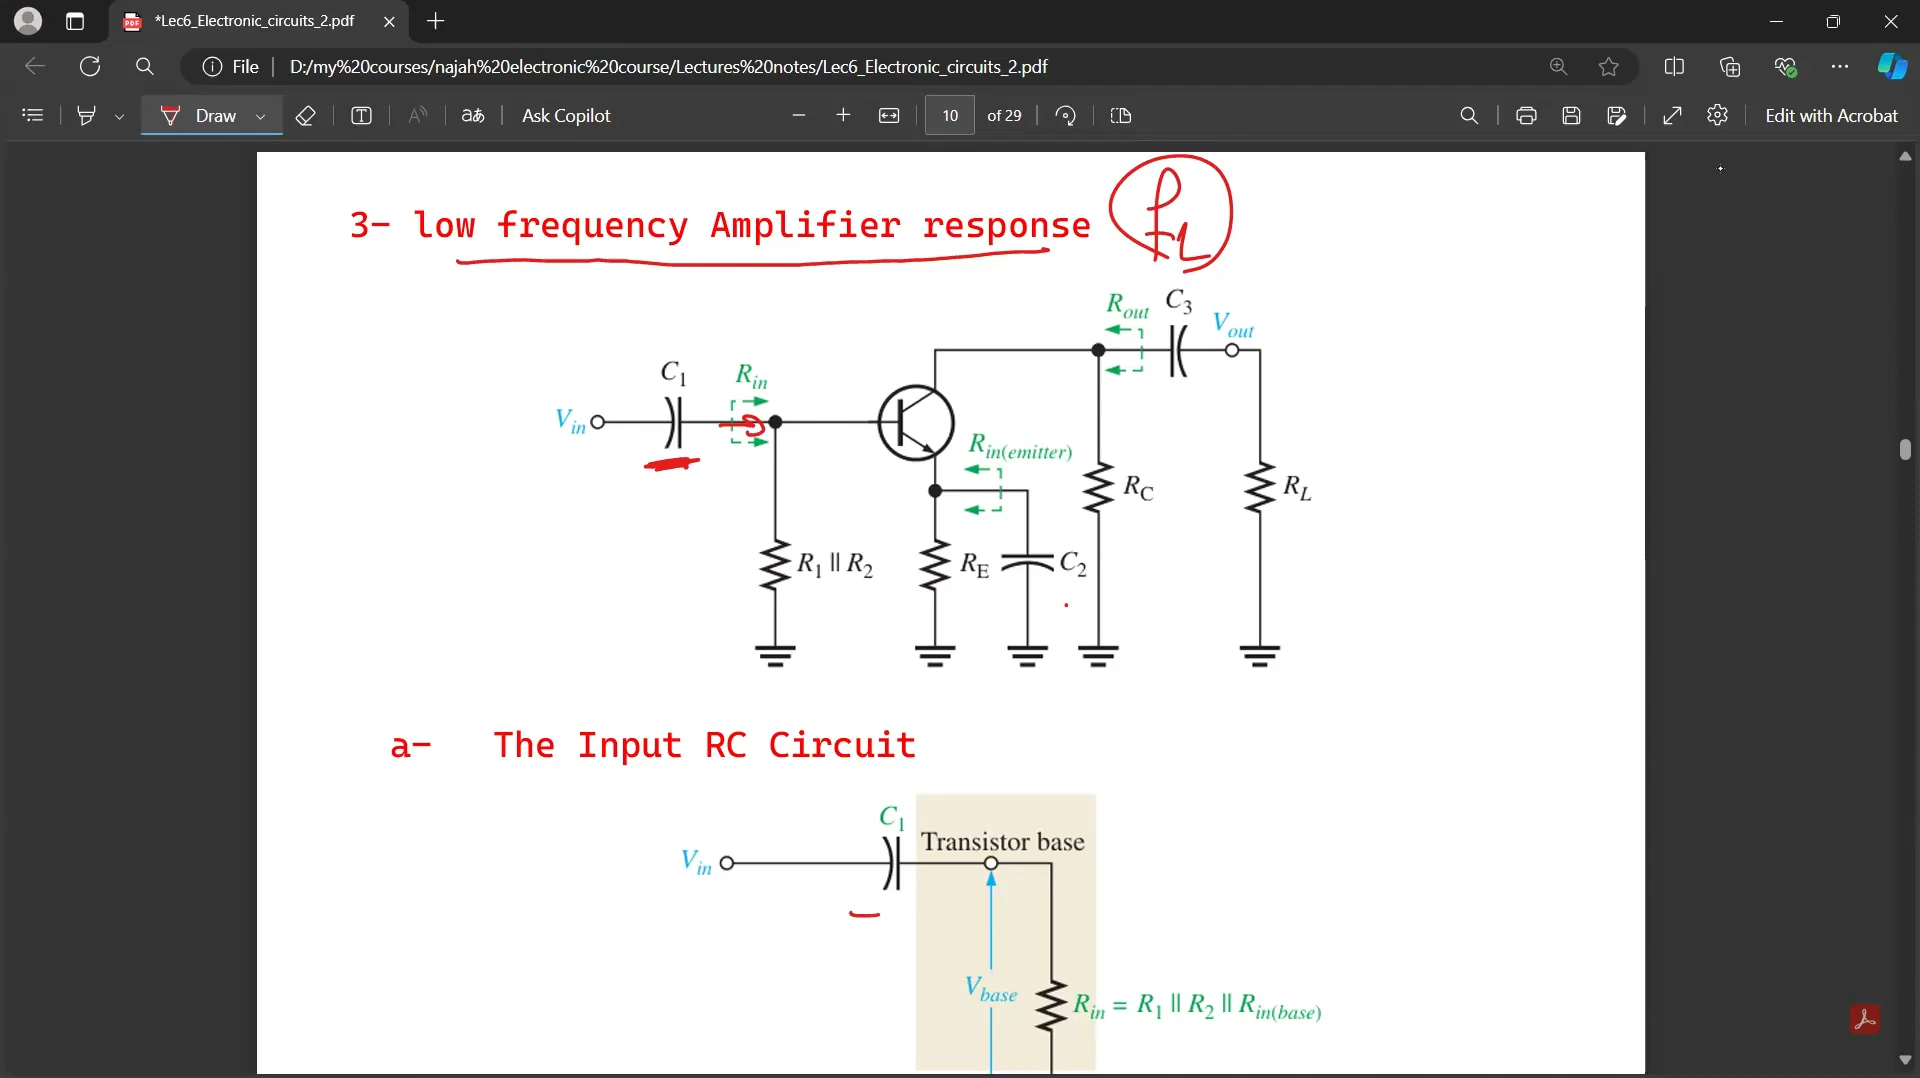 *Lec6_Electronic_circuits_2.pdf
File
D:/my%20courses/najah%20electronic%20course/Lectures%20notes/Lec6_Electronic_circuits_2.pdf
Draw
T
aあ
Ask Copilot
10 of 29
Edit with Acrobat
3- low frequency Amplifier response
fL
Rout C3 Vout
C1 Rin
Vin
Rin(emitter)
RC RL
R1 || R2 RE C2
a- The Input RC Circuit
C1
Transistor base
Vin
Vbase
Rin = R1 || R2 || Rin(base)